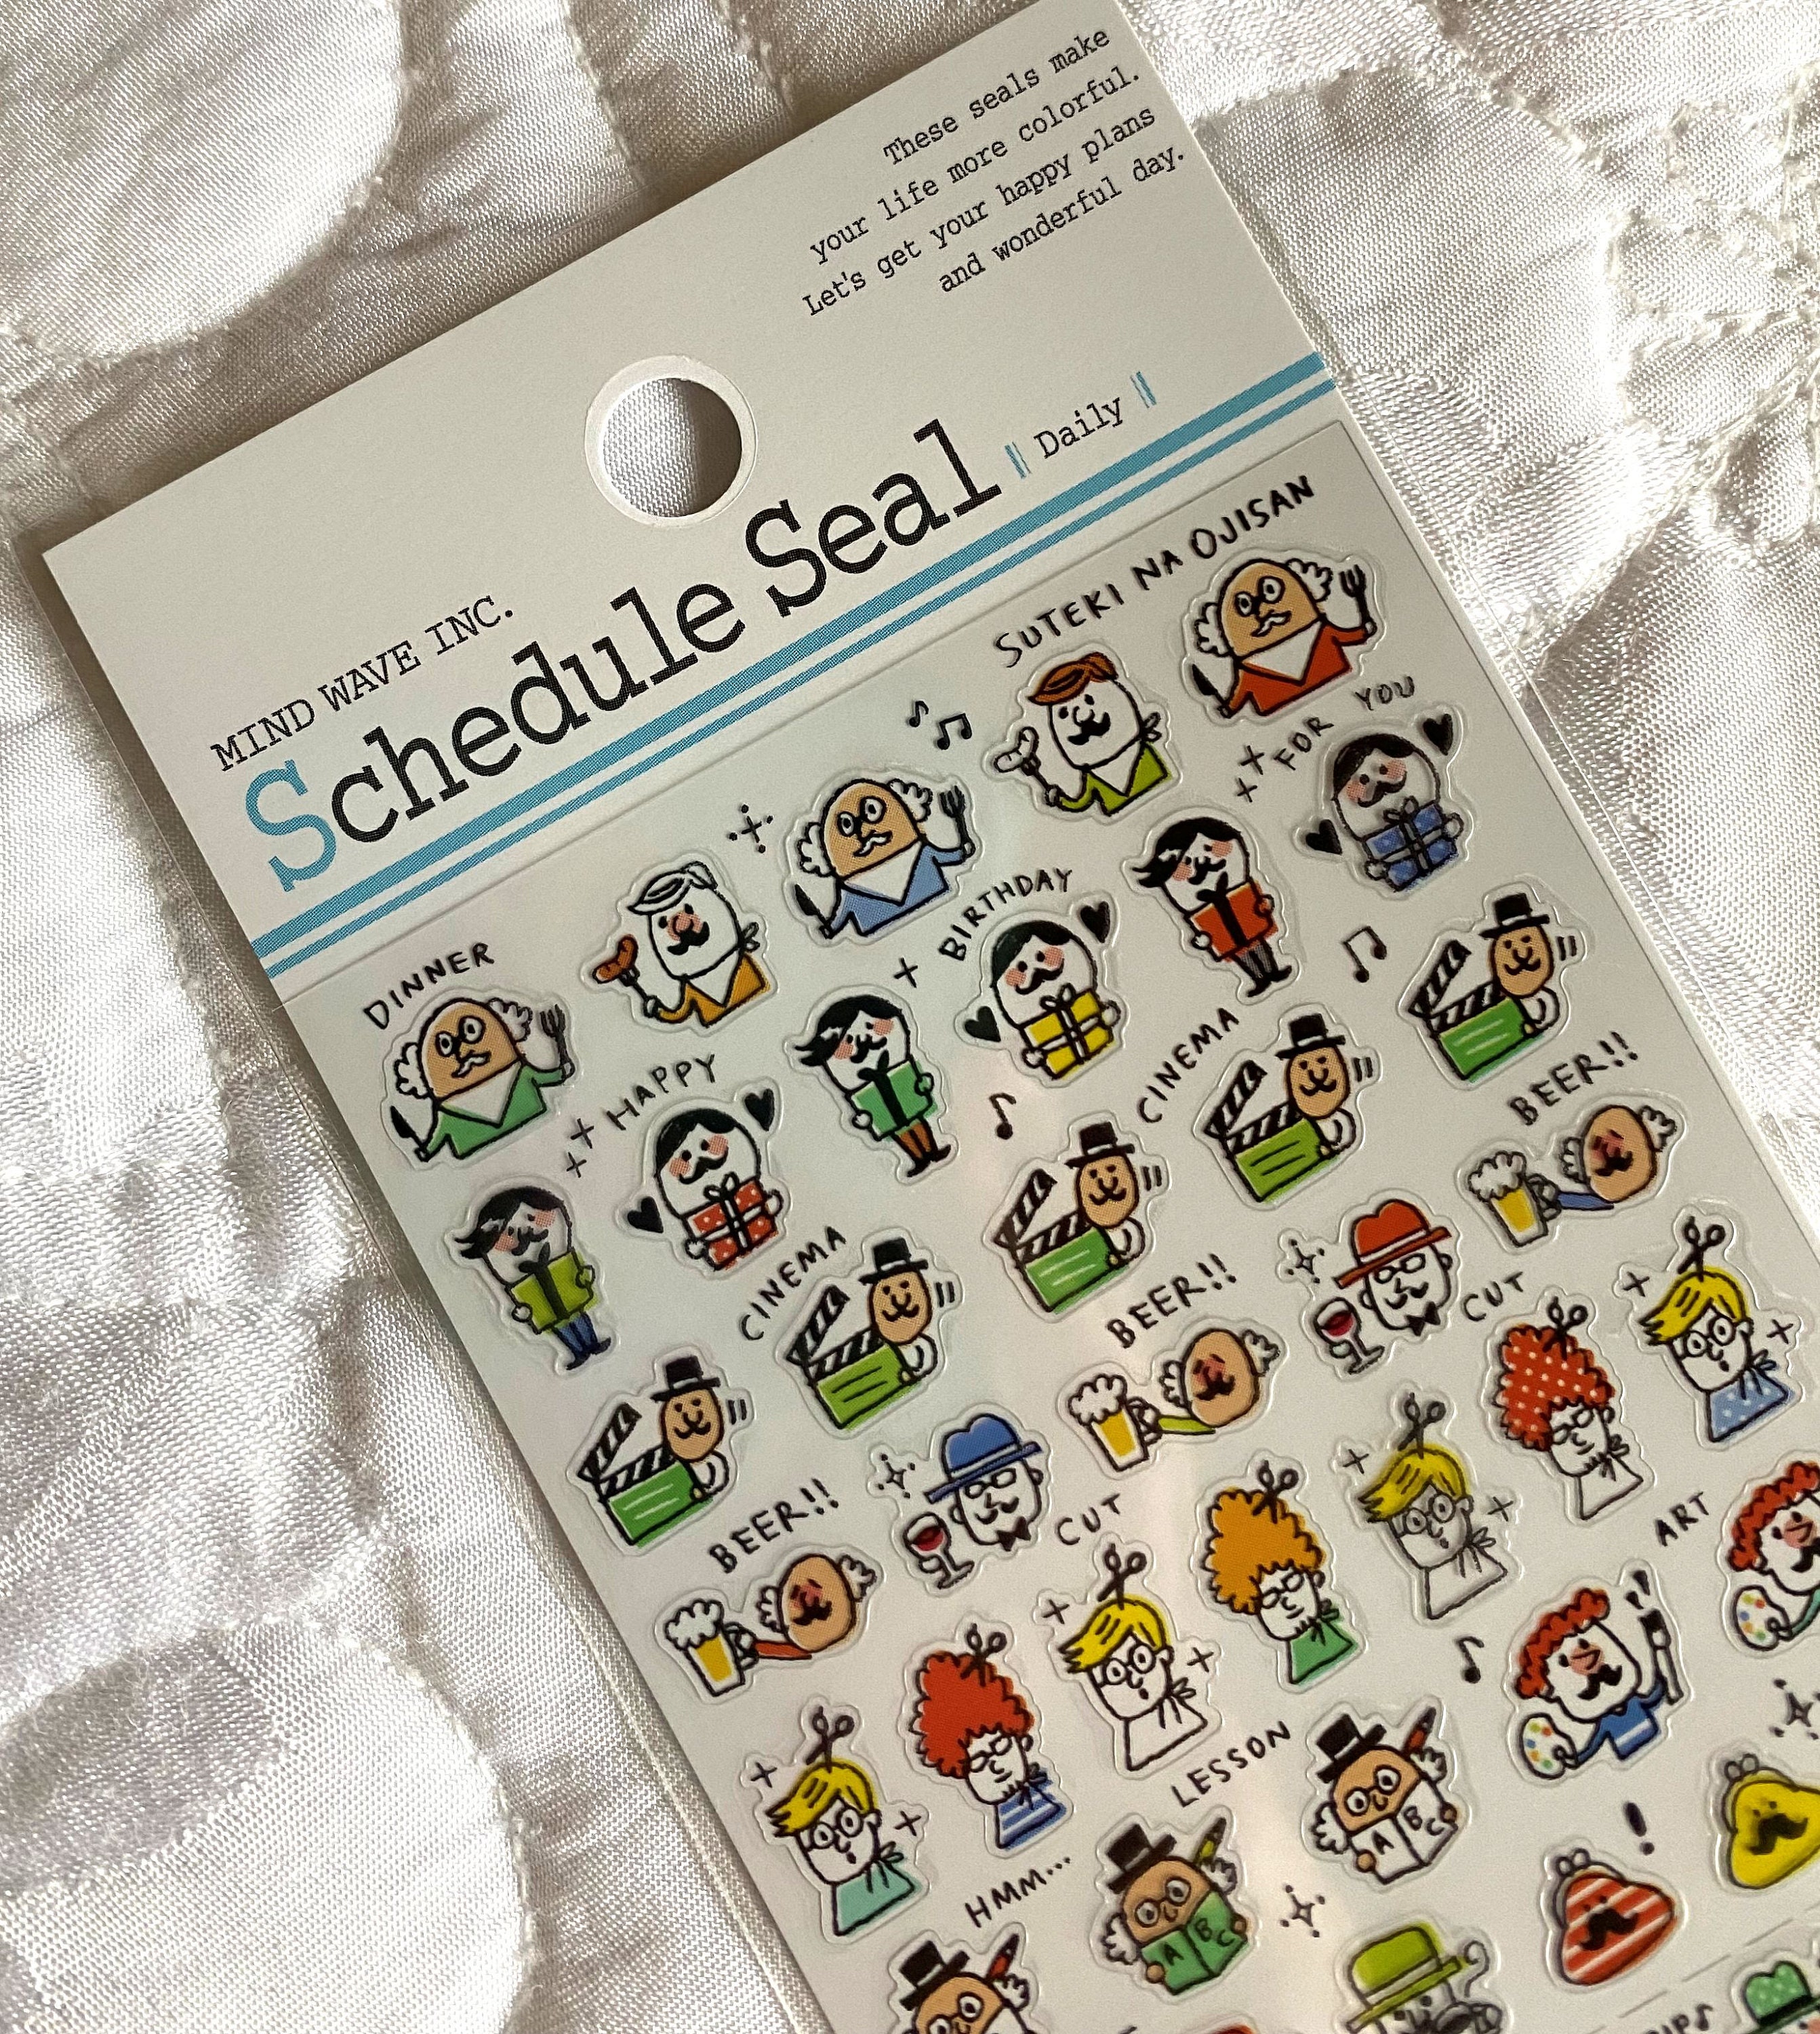 These seals make
your life more colorful.
Let's get your happy plans
and wonderful day.
MIND WAVE INC.
Schedule Seal
Daily
SUTEKI NA OJISAN
DINNER
HAPPY
BIRTHDAY
FOR YOU
CINEMA
CINEMA
BEER!!
BEER!!
BEER!!
CUT
CUT
ART
LESSON
HMM...
A B C
A B C